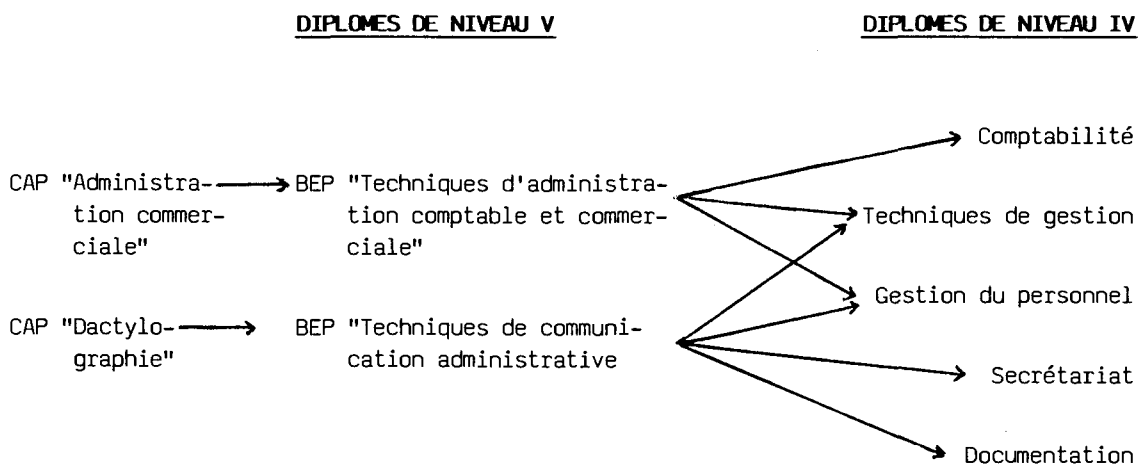 DIPLOMES DE NIVEAU V
DIPLOMES DE NIVEAU IV
CAP "Administra-
tion commer-
ciale"
BEP "Techniques d'administra-
tion comptable et commer-
ciale"
CAP "Dactylo-
graphie"
BEP "Techniques de communi-
cation administrative
Comptabilité
Techniques de gestion
Gestion du personnel
Secrétariat
Documentation